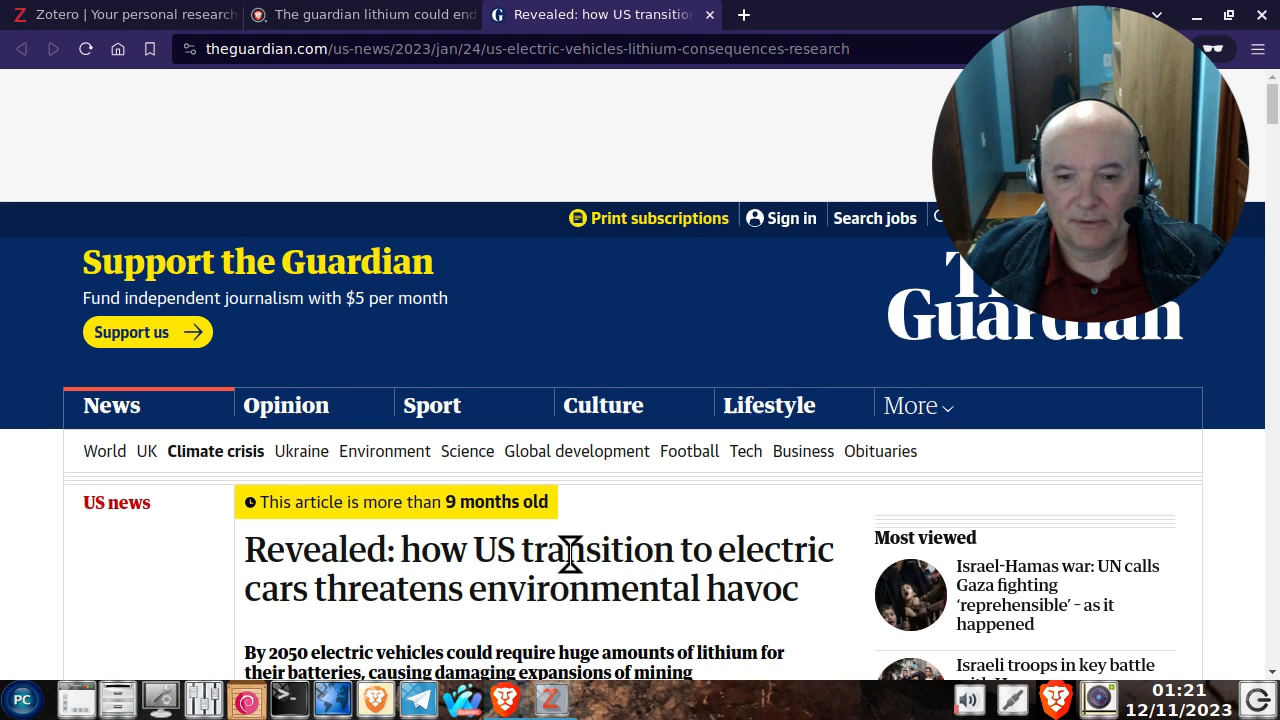 Zotero | Your personal research
The guardian lithium could end
Revealed: how US transitio
theguardian.com/us-news/2023/jan/24/us-electric-vehicles-lithium-consequences-research
Print subscriptions
Sign in
Search jobs
Support the Guardian
Fund independent journalism with $5 per month
Support us
The
Guardian
News
Opinion
Sport
Culture
Lifestyle
More
World UK Climate crisis Ukraine Environment Science Global development Football Tech Business Obituaries
US news
This article is more than 9 months old
Revealed: how US transition to electric
cars threatens environmental havoc
By 2050 electric vehicles could require huge amounts of lithium for
their batteries, causing damaging expansions of mining
Most viewed
Israel-Hamas war: UN calls
Gaza fighting
‘reprehensible’ – as it
happened
Israeli troops in key battle
PC
CLASSIC
01:21
12/11/2023